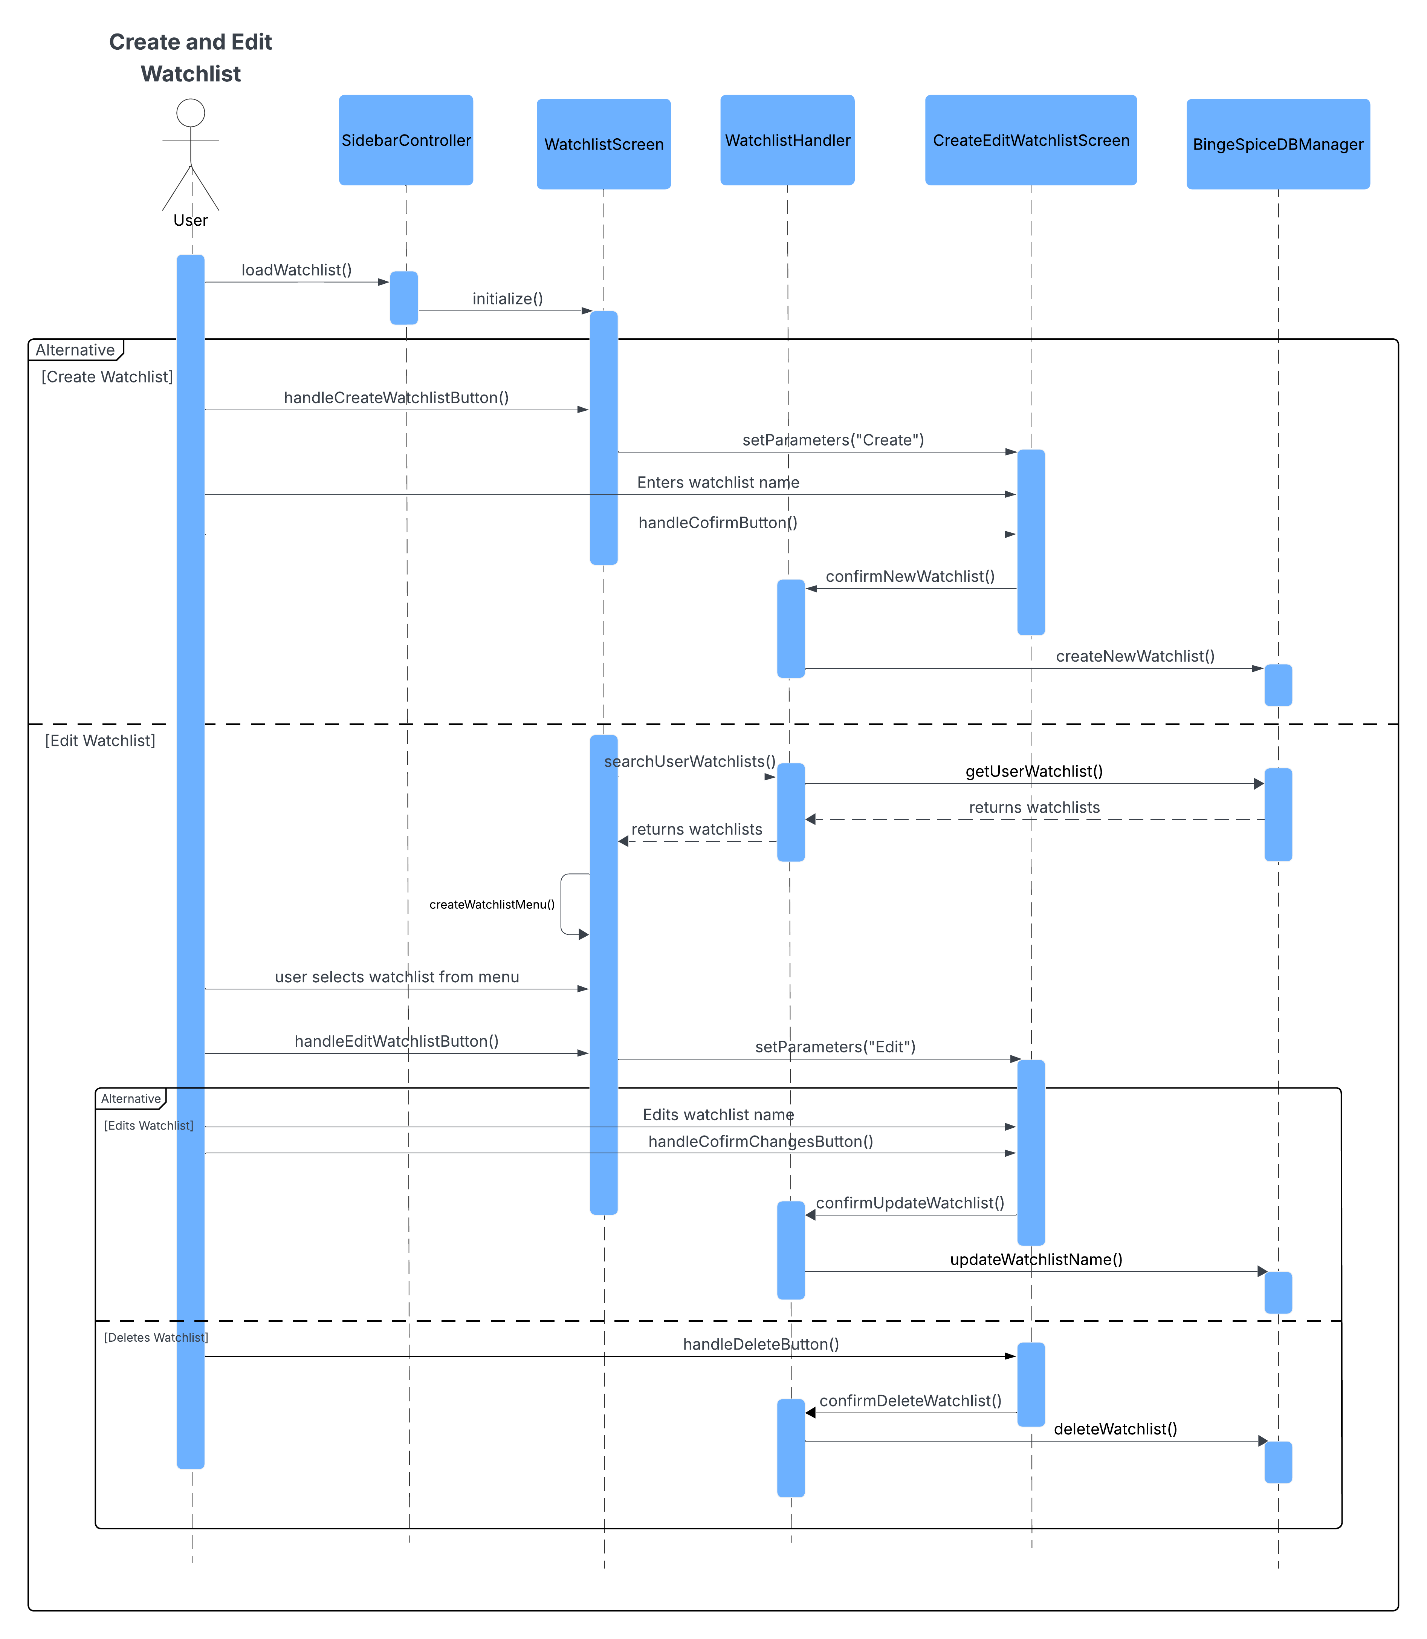 Create and Edit
Watchlist
User
SidebarController
WatchlistScreen
WatchlistHandler
CreateEditWatchlistScreen
BingeSpiceDBManager
loadWatchlist()
initialize()
Alternative
[Create Watchlist]
handleCreateWatchlistButton()
setParameters("Create")
Enters watchlist name
handleCofirmButton()
confirmNewWatchlist()
createNewWatchlist()
[Edit Watchlist]
searchUserWatchlists()
getUserWatchlist()
returns watchlists
returns watchlists
createWatchlistMenu()
user selects watchlist from menu
handleEditWatchlistButton()
setParameters("Edit")
Alternative
[Edits Watchlist]
Edits watchlist name
handleCofirmChangesButton()
confirmUpdateWatchlist()
updateWatchlistName()
[Deletes Watchlist]
handleDeleteButton()
confirmDeleteWatchlist()
deleteWatchlist()